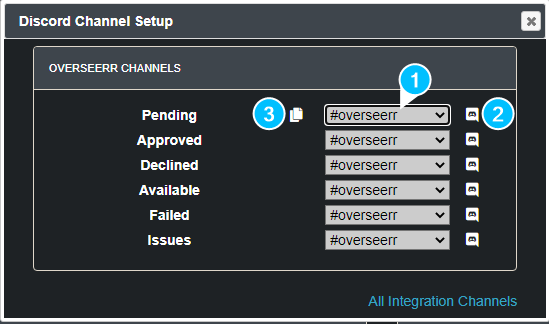 Discord Channel Setup
OVERSEERR CHANNELS
1
Pending 3 #overseerr 2
Approved #overseerr
Declined #overseerr
Available #overseerr
Failed #overseerr
Issues #overseerr
All Integration Channels